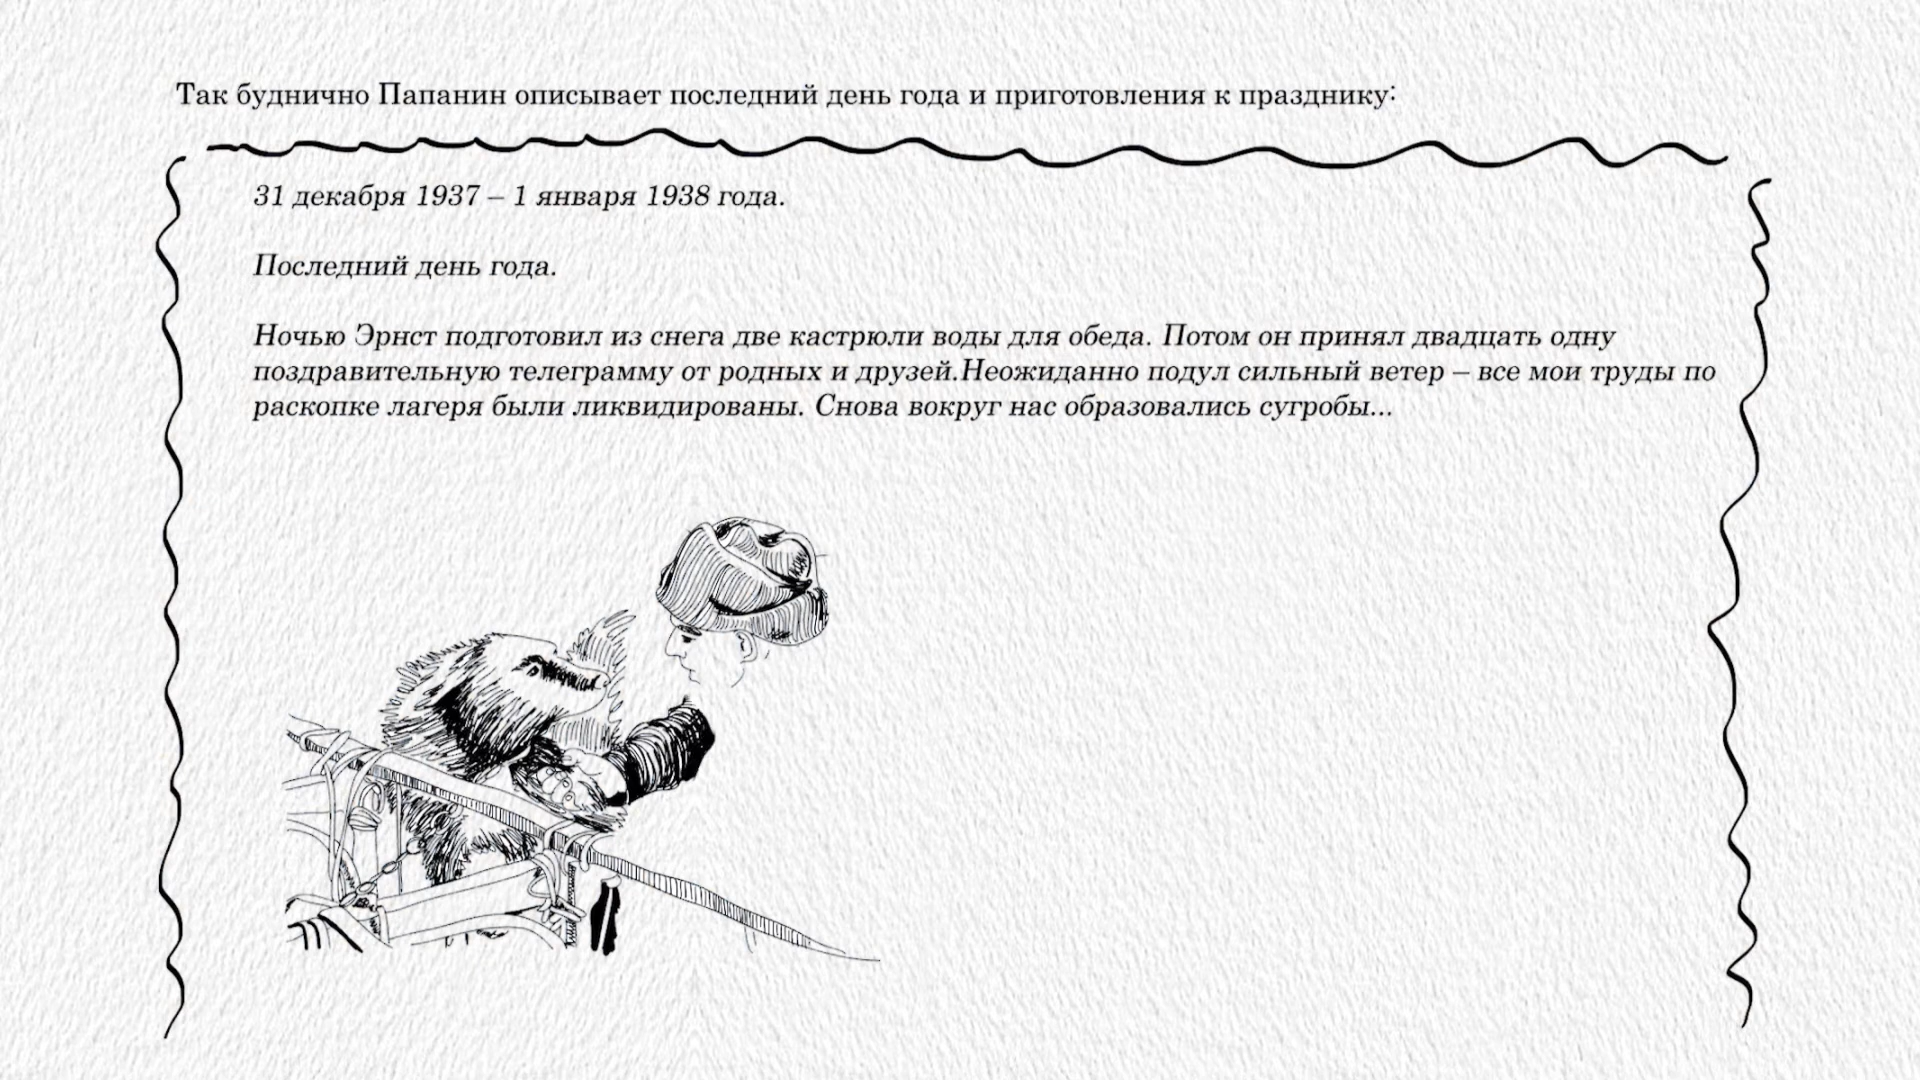 Так буднично Папанин описывает последний день года и приготовления к празднику:
31 декабря 1937 – 1 января 1938 года.
Последний день года.
Ночью Эрнст подготовил из снега две кастрюли воды для обеда. Потом он принял двадцать одну
поздравительную телеграмму от родных и друзей.Неожиданно подул сильный ветер – все мои труды по
раскопке лагеря были ликвидированы. Снова вокруг нас образовались сугробы...